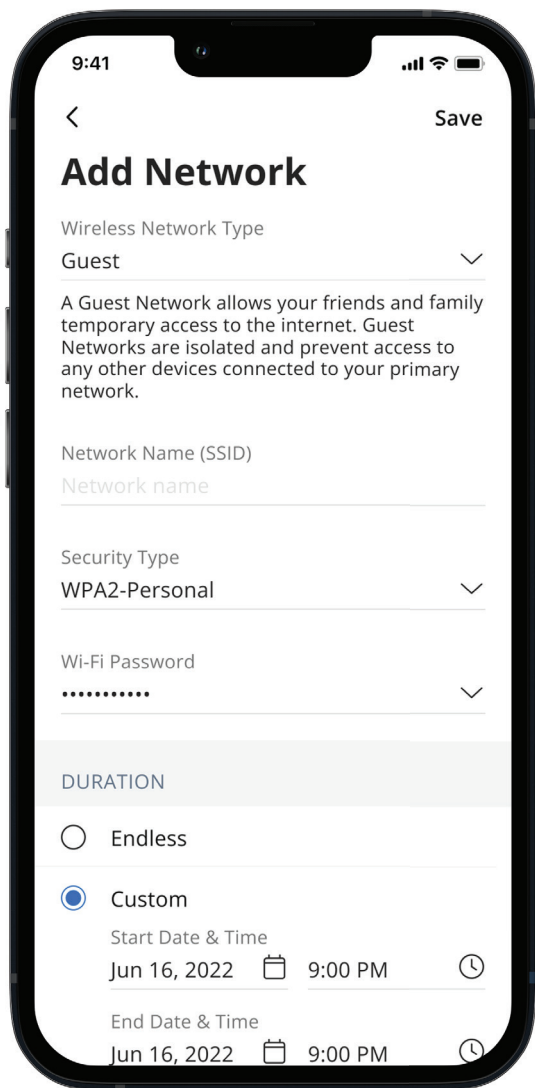 9:41
Save
Add Network
Wireless Network Type
Guest
A Guest Network allows your friends and family
temporary access to the internet. Guest
Networks are isolated and prevent access to
any other devices connected to your primary
network.
Network Name (SSID)
Network name
Security Type
WPA2-Personal
Wi-Fi Password
•••••••••••
DURATION
Endless
Custom
Start Date & Time
Jun 16, 2022 9:00 PM
End Date & Time
Jun 16, 2022 9:00 PM